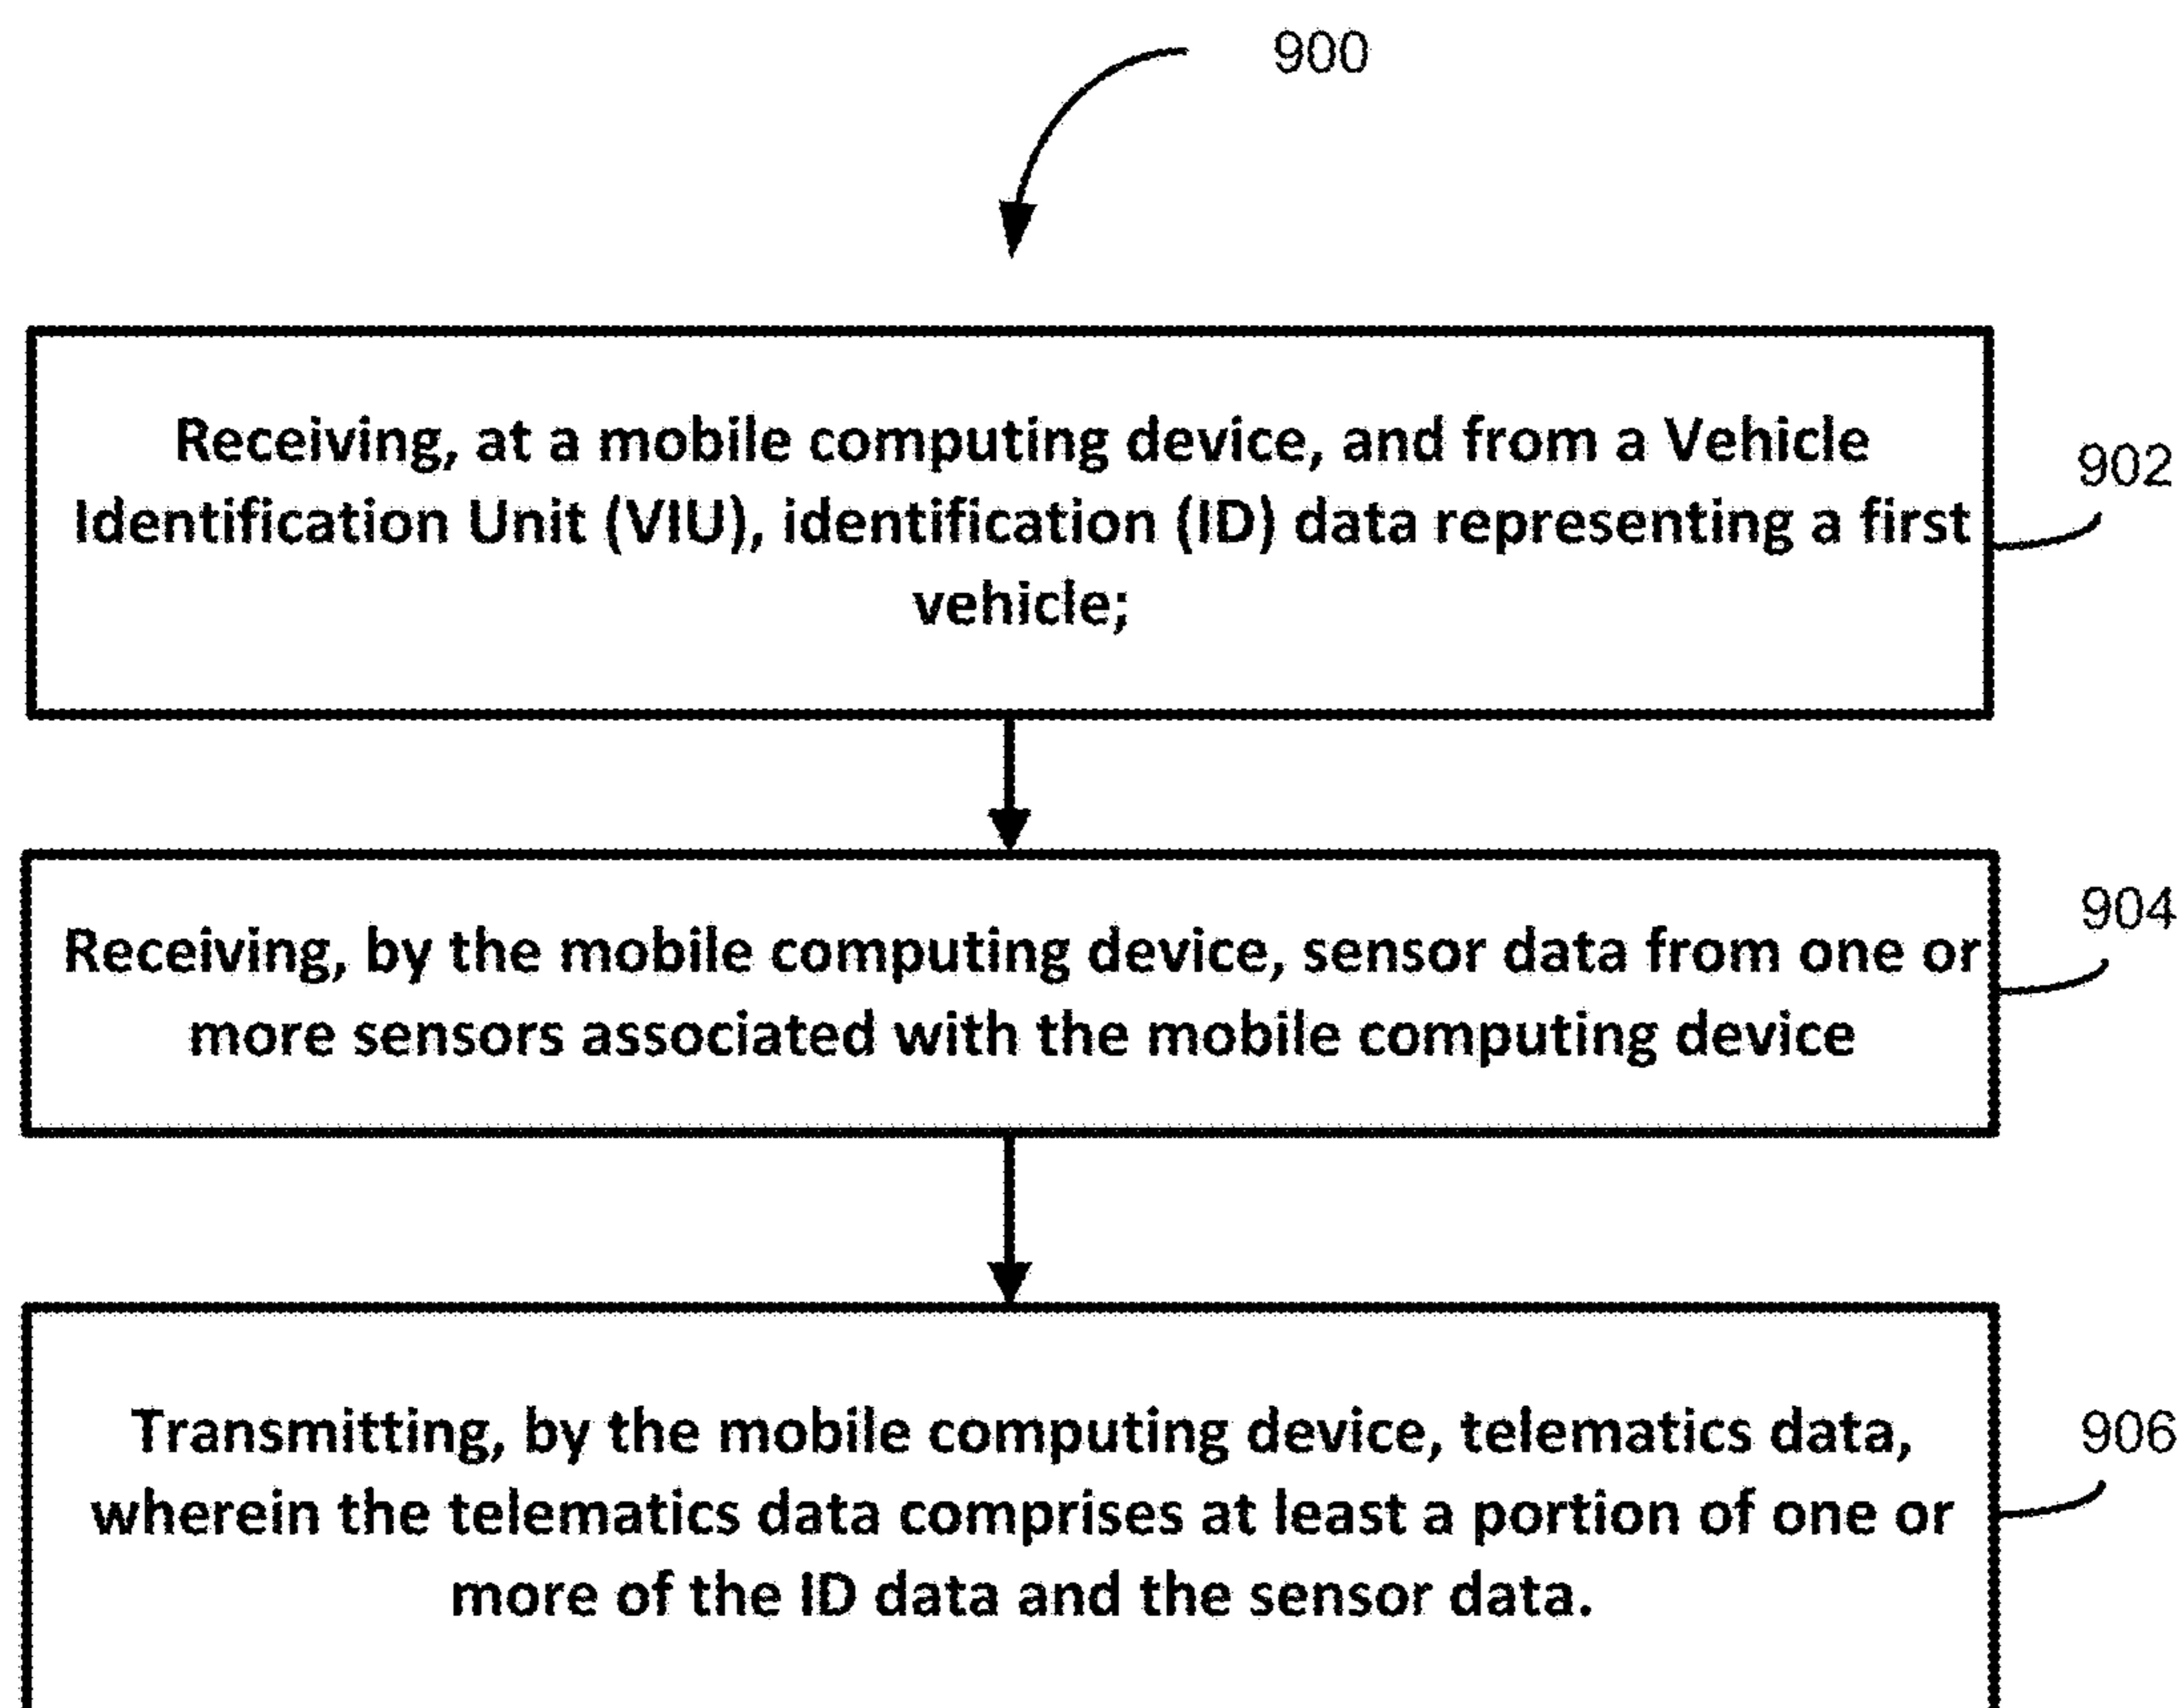 900
Receiving, at a mobile computing device, and from a Vehicle
Identification Unit (VIU), identification (ID) data representing a first
vehicle;
902
Receiving, by the mobile computing device, sensor data from one or
more sensors associated with the mobile computing device
904
Transmitting, by the mobile computing device, telematics data,
wherein the telematics data comprises at least a portion of one or
more of the ID data and the sensor data.
906